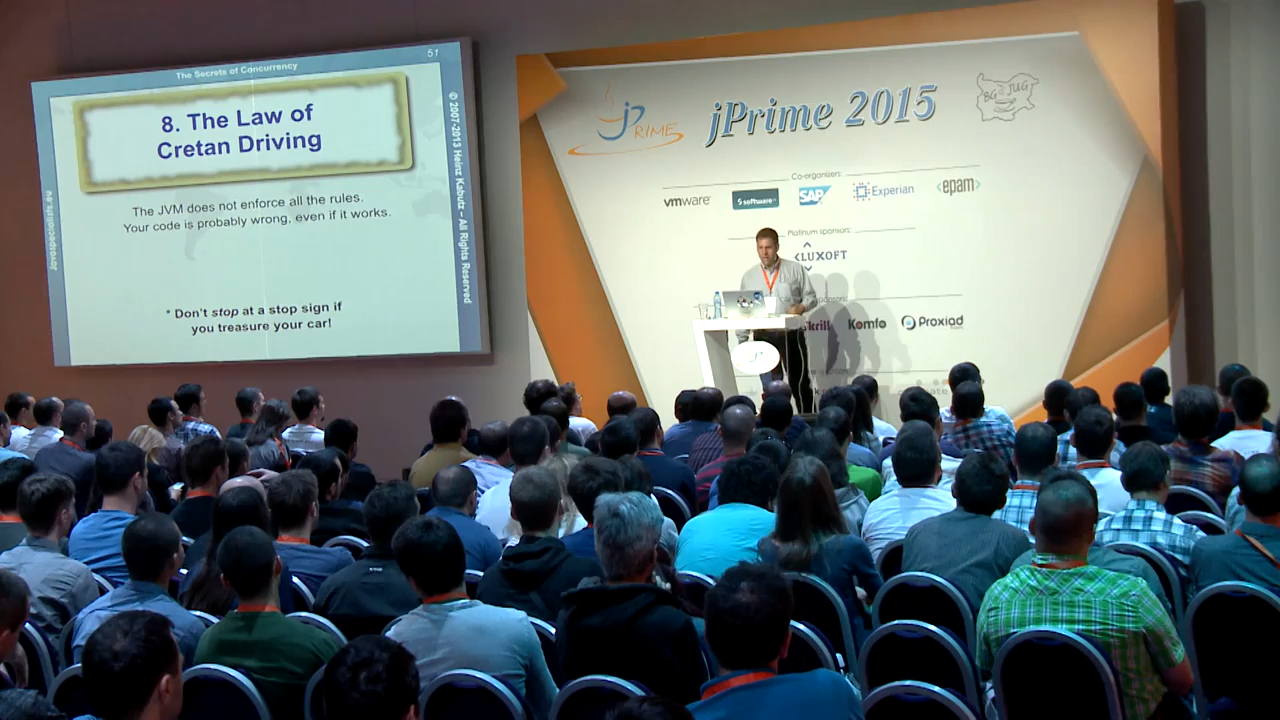 The Secrets of Concurrency
51
8. The Law of
Cretan Driving
The JVM does not enforce all the rules.
Your code is probably wrong, even if it works.
* Don't stop at a stop sign if
you treasure your car!
© 2007-2013 Heinz Kabutz – All Rights Reserved
javaspecialists.eu
JPRIME
jPrime 2015
BG JUG
Co-organizers:
vmware
software
SAP
Experian
<epam>
Platinum sponsor:
LUXOFT
Skrill
Komfo
Proxiad